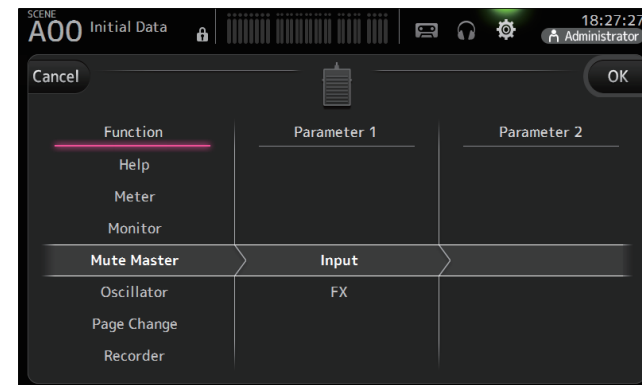 SCENE
A00 Initial Data
18:27:27
Administrator
Cancel
OK
Function
Parameter 1
Parameter 2
Help
Meter
Monitor
Mute Master
Input
Oscillator
FX
Page Change
Recorder